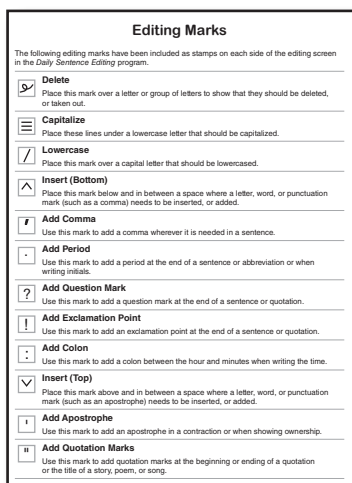 Editing Marks
The following editing marks have been included as stamps on each side of the editing screen
in the Daily Sentence Editing program.
Delete
Place this mark over a letter or group of letters to show that they should be deleted,
or taken out.
Capitalize
Place these lines under a lowercase letter that should be capitalized.
/ Lowercase
Place this mark over a capital letter that should be lowercased.
Insert (Bottom)
Place this mark below and in between a space where a letter, word, or punctuation
mark (such as a comma) needs to be inserted, or added.
Add Comma
Use this mark to add a comma wherever it is needed in a sentence.
. Add Period
Use this mark to add a period at the end of a sentence or abbreviation or when
writing initials.
? Add Question Mark
Use this mark to add a question mark at the end of a sentence or quotation.
! Add Exclamation Point
Use this mark to add an exclamation point at the end of a sentence or quotation.
: Add Colon
Use this mark to add a colon between the hour and minutes when writing the time.
Insert (Top)
Place this mark above and in between a space where a letter, word, or punctuation
mark (such as an apostrophe) needs to be inserted, or added.
' Add Apostrophe
Use this mark to add an apostrophe in a contraction or when showing ownership.
" Add Quotation Marks
Use this mark to add quotation marks at the beginning or ending of a quotation
or the title of a story, poem, or song.